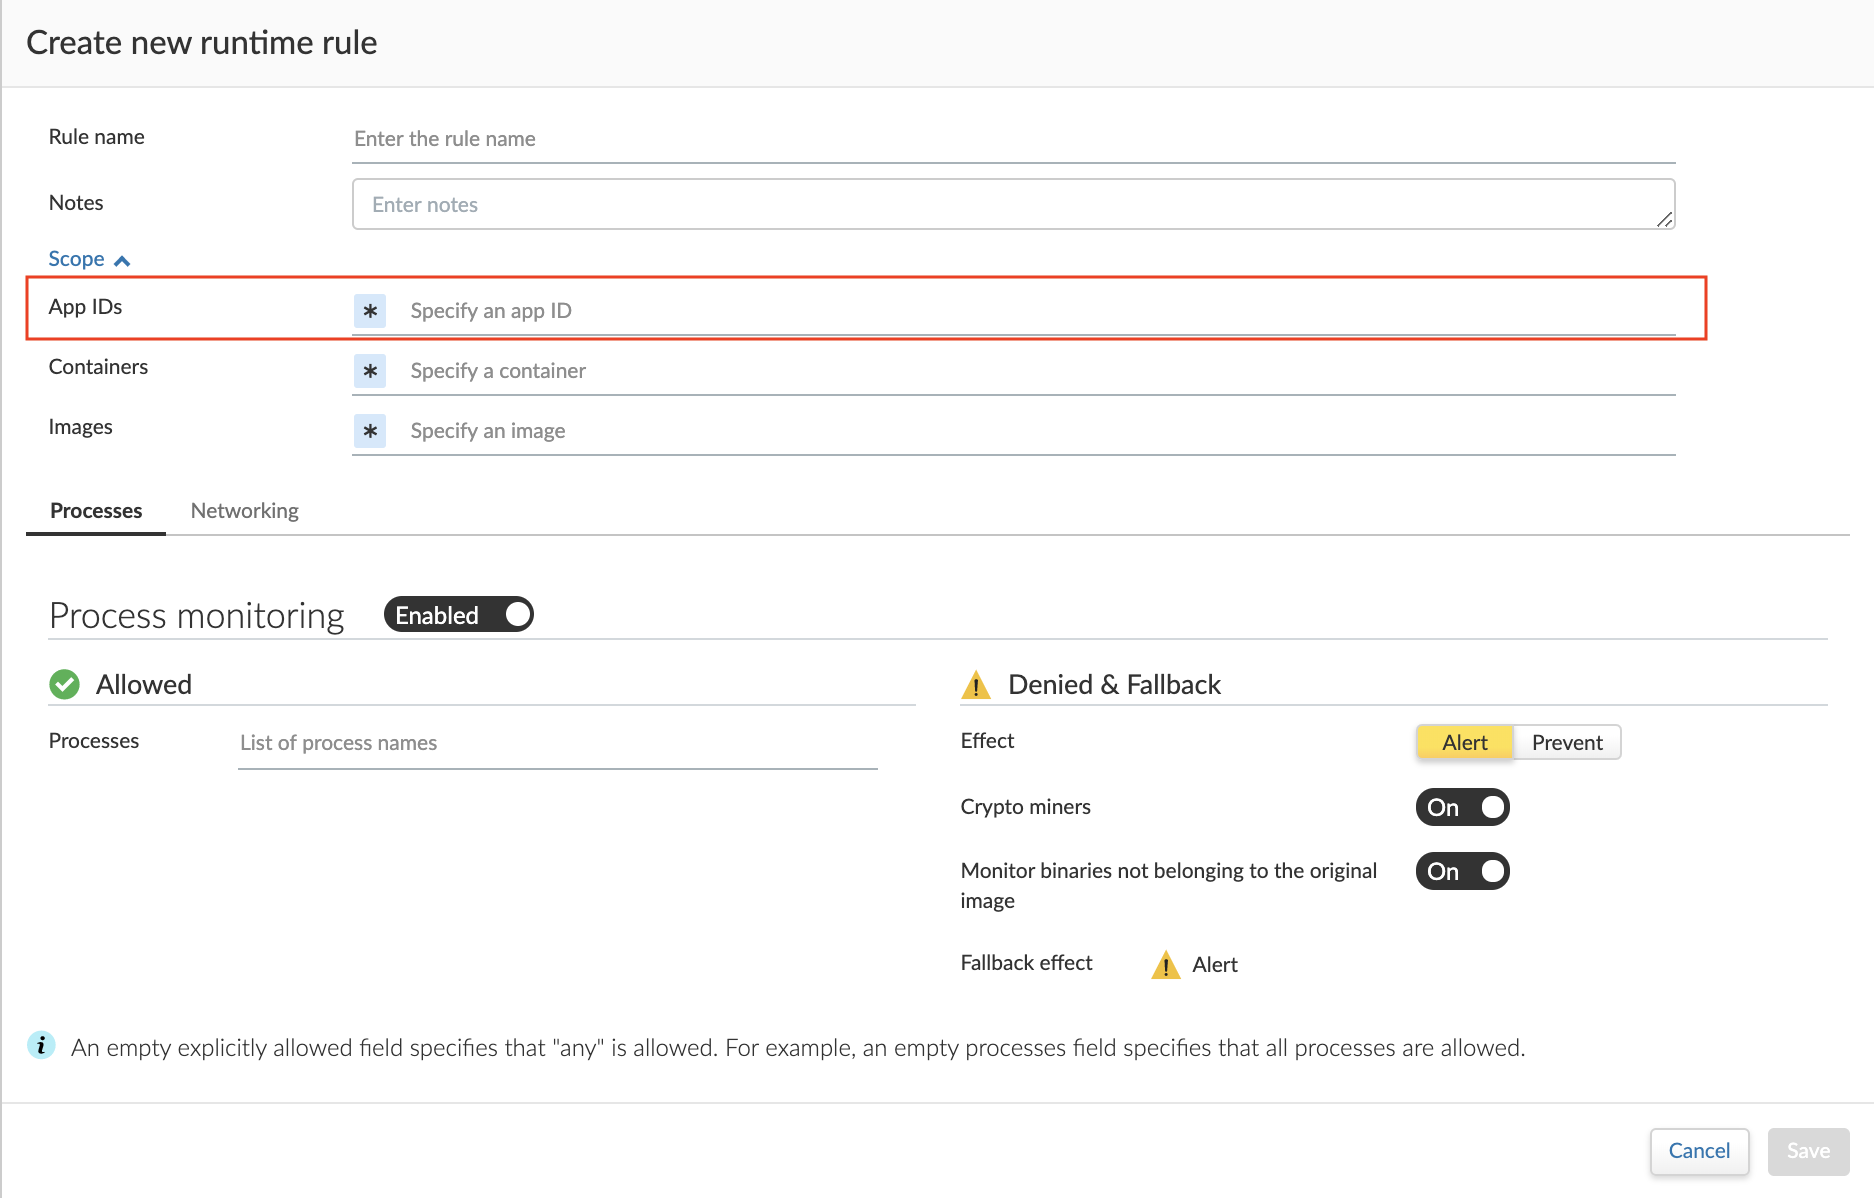 Create new runtime rule
Rule name
Enter the rule name
Notes
Enter notes
Scope
App IDs
* Specify an app ID
Containers
* Specify a container
Images
* Specify an image
Processes Networking
Process monitoring Enabled
Allowed
Processes
List of process names
! Denied & Fallback
Effect
Alert Prevent
Crypto miners
On
Monitor binaries not belonging to the original
image
On
Fallback effect
! Alert
i An empty explicitly allowed field specifies that "any" is allowed. For example, an empty processes field specifies that all processes are allowed.
Cancel Save